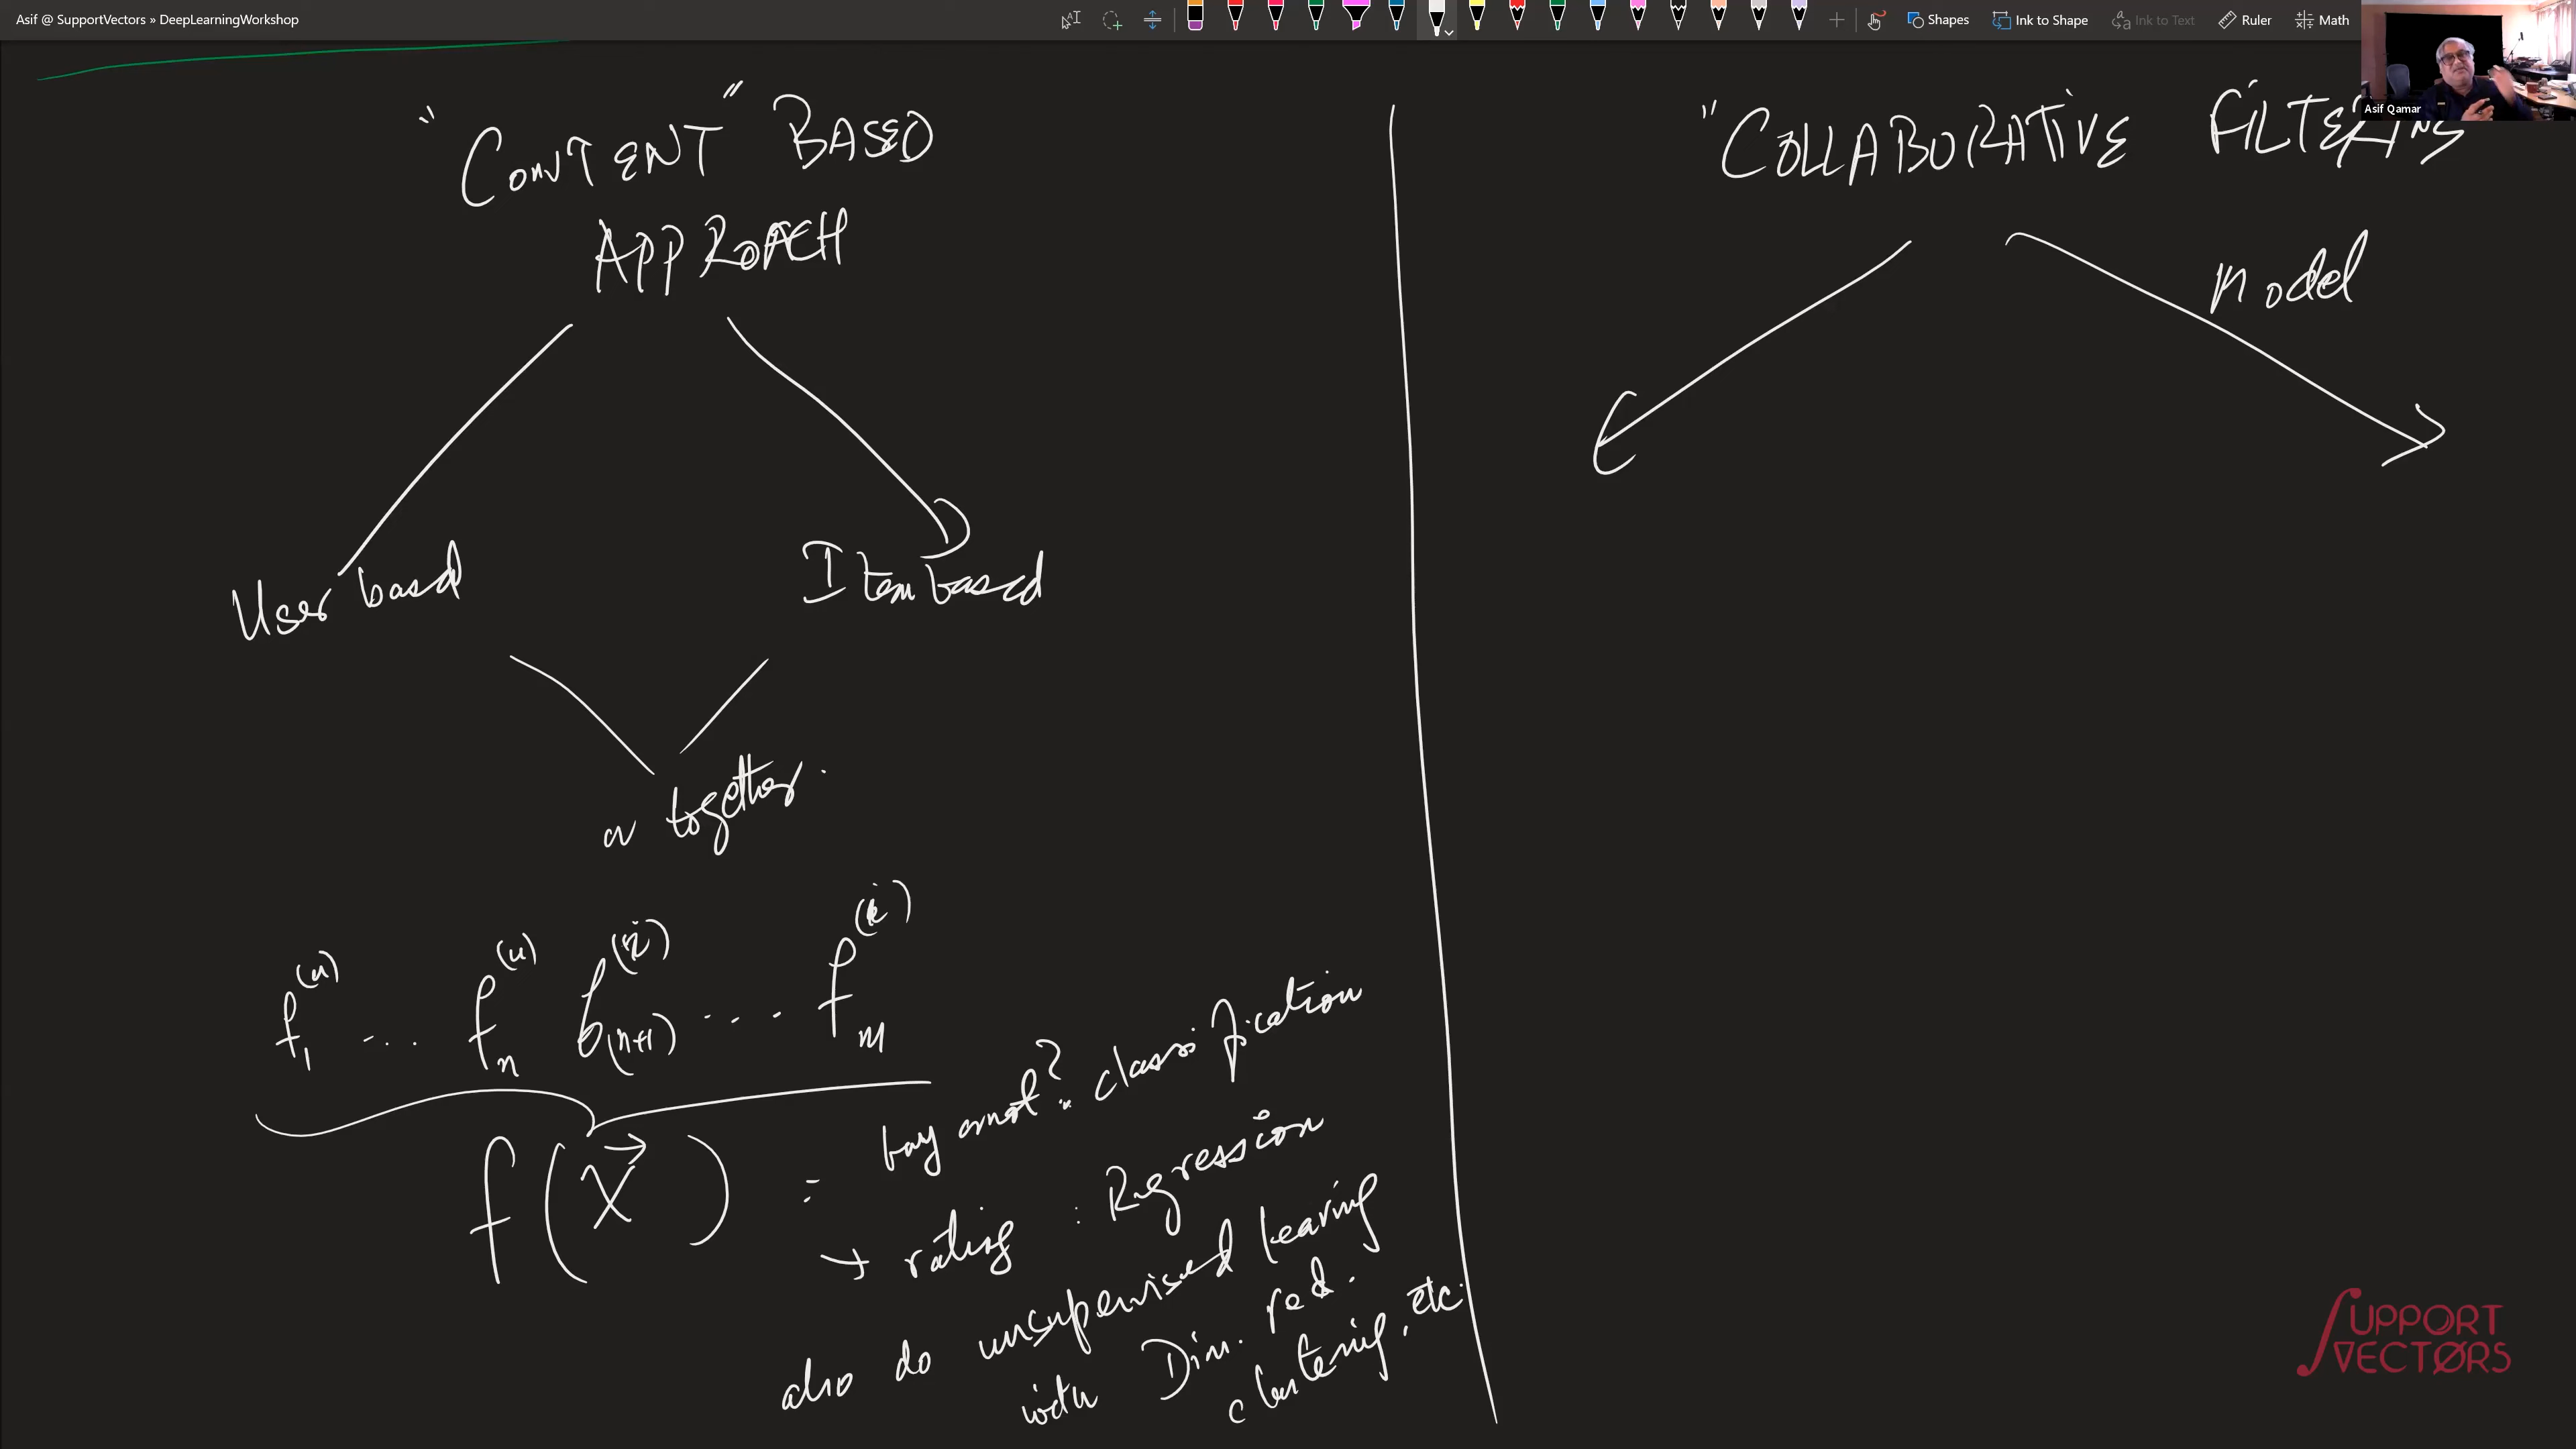 Asif @ SupportVectors » DeepLearningWorkshop
Shapes
Ink to Shape
Ink to Text
Ruler
Math
Asif Qamar
"CONTENT" BASED
APPROACH
User based
Item based
or together.
f₁⁽ᵘ⁾ ... fₙ⁽ᵘ⁾ f₍ₙ₊₁₎⁽ⁱ⁾ ... fₘ⁽ⁱ⁾
f(X⃗) = buy or not? : classification
→ rating : Regression
also do unsupervised learning
with Dim. red.
clustering, etc.
"COLLABORATIVE FILTERING
model
SUPPORT
VECTORS